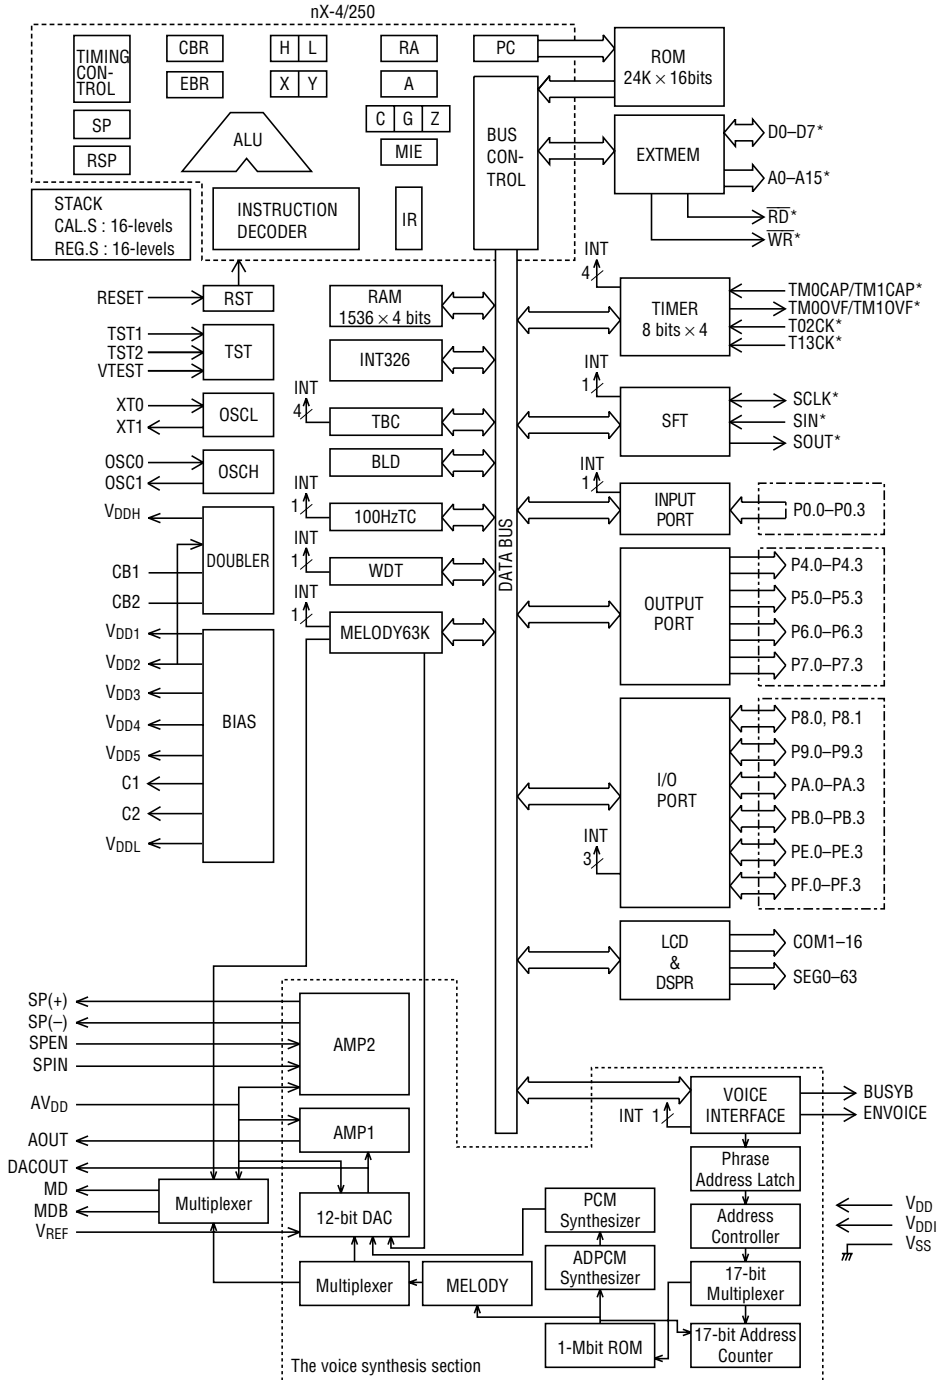 nX-4/250
TIMING
CON-
TROL
CBR
H L
RA
PC
ROM
24K × 16bits
EBR
X Y
A
SP
ALU
C G Z
BUS
CON-
TROL
EXTMEM
D0–D7*
RSP
MIE
A0–A15*
STACK
CAL.S : 16-levels
REG.S : 16-levels
INSTRUCTION
DECODER
IR
RD*
WR*
RESET
RST
RAM
1536 × 4 bits
INT
4
TIMER
8 bits × 4
TM0CAP/TM1CAP*
TM0OVF/TM1OVF*
T02CK*
T13CK*
TST1
TST2
VTEST
TST
INT326
XT0
XT1
OSCL
INT
4
TBC
INT
1
SFT
SCLK*
SIN*
SOUT*
OSC0
OSC1
OSCH
BLD
INT
1
100HzTC
INT
1
INPUT
PORT
P0.0–P0.3
VDDH
CB1
CB2
DOUBLER
INT
1
WDT
DATA BUS
INT
1
MELODY63K
OUTPUT
PORT
P4.0–P4.3
P5.0–P5.3
P6.0–P6.3
P7.0–P7.3
VDD1
VDD2
VDD3
VDD4
VDD5
C1
C2
VDDL
BIAS
I/O
PORT
INT
3
P8.0, P8.1
P9.0–P9.3
PA.0–PA.3
PB.0–PB.3
PE.0–PE.3
PF.0–PF.3
LCD
&
DSPR
COM1–16
SEG0–63
SP(+)
SP(–)
SPEN
SPIN
AMP2
AVDD
AOUT
AMP1
DACOUT
MD
MDB
VREF
Multiplexer
12-bit DAC
INT 1
VOICE
INTERFACE
BUSYB
ENVOICE
Phrase
Address Latch
PCM
Synthesizer
Address
Controller
VDD
VDDI
VSS
Multiplexer
MELODY
ADPCM
Synthesizer
17-bit
Multiplexer
1-Mbit ROM
17-bit Address
Counter
The voice synthesis section